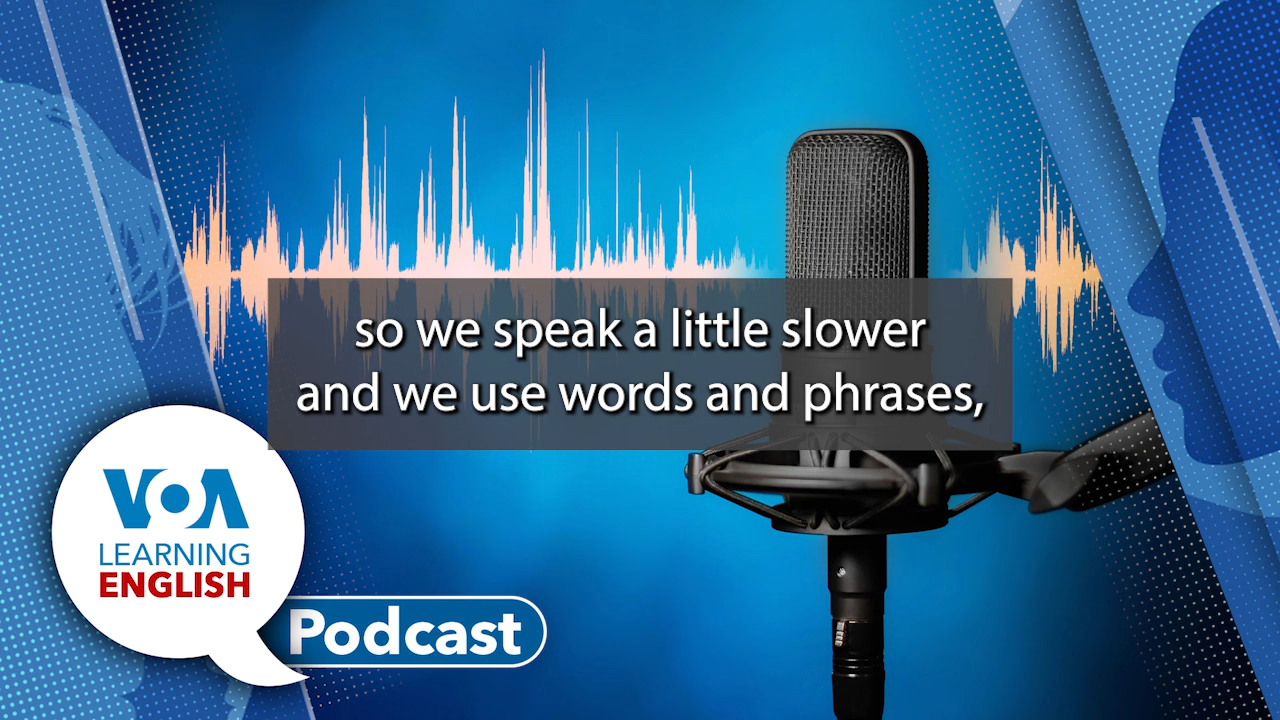 so we speak a little slower
and we use words and phrases,
VOA
LEARNING
ENGLISH
Podcast